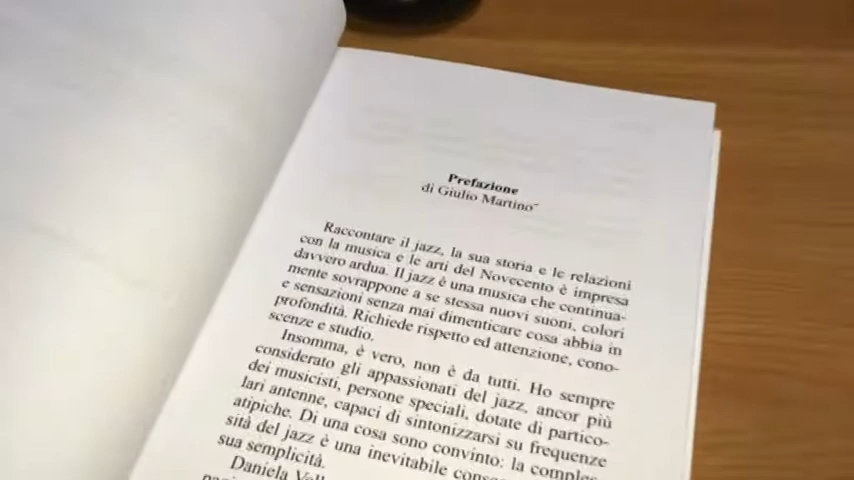 Prefazione
di Giulio Martino
Raccontare il jazz, la sua storia e le relazioni
con la musica e le arti del Novecento è impresa
davvero ardua. Il jazz è una musica che continua-
mente sovrappone a se stessa nuovi suoni, colori
e sensazioni senza mai dimenticare cosa abbia in
profondità. Richiede rispetto ed attenzione, cono-
scenze e studio.
Insomma, è vero, non è da tutti. Ho sempre
considerato gli appassionati del jazz, ancor più
dei musicisti, persone speciali, dotate di partico-
lari antenne, capaci di sintonizzarsi su frequenze
atipiche. Di una cosa sono convinto: la comples-
sità del jazz è una inevitabile
sua semplicità.
Daniela